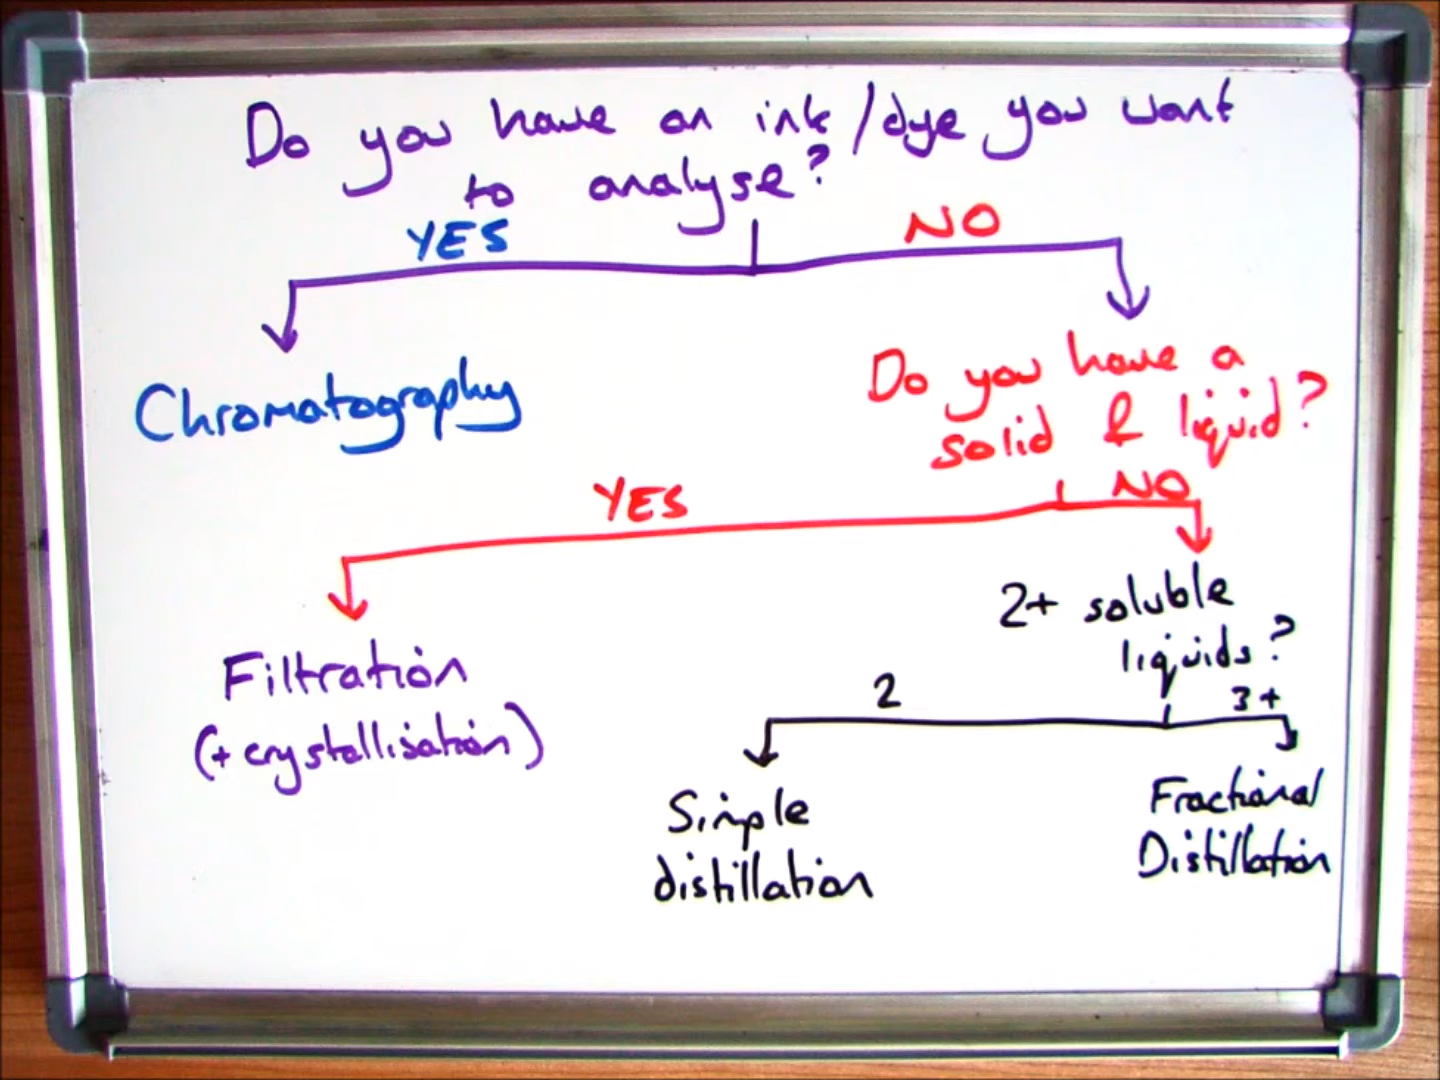 Do you have an ink/dye you want
to analyse?
YES
NO
Chromatography
Do you have a
solid & liquid?
YES
NO
Filtration
(+ crystallisation)
2+ soluble
liquids?
2
3+
Simple
distillation
Fractional
Distillation